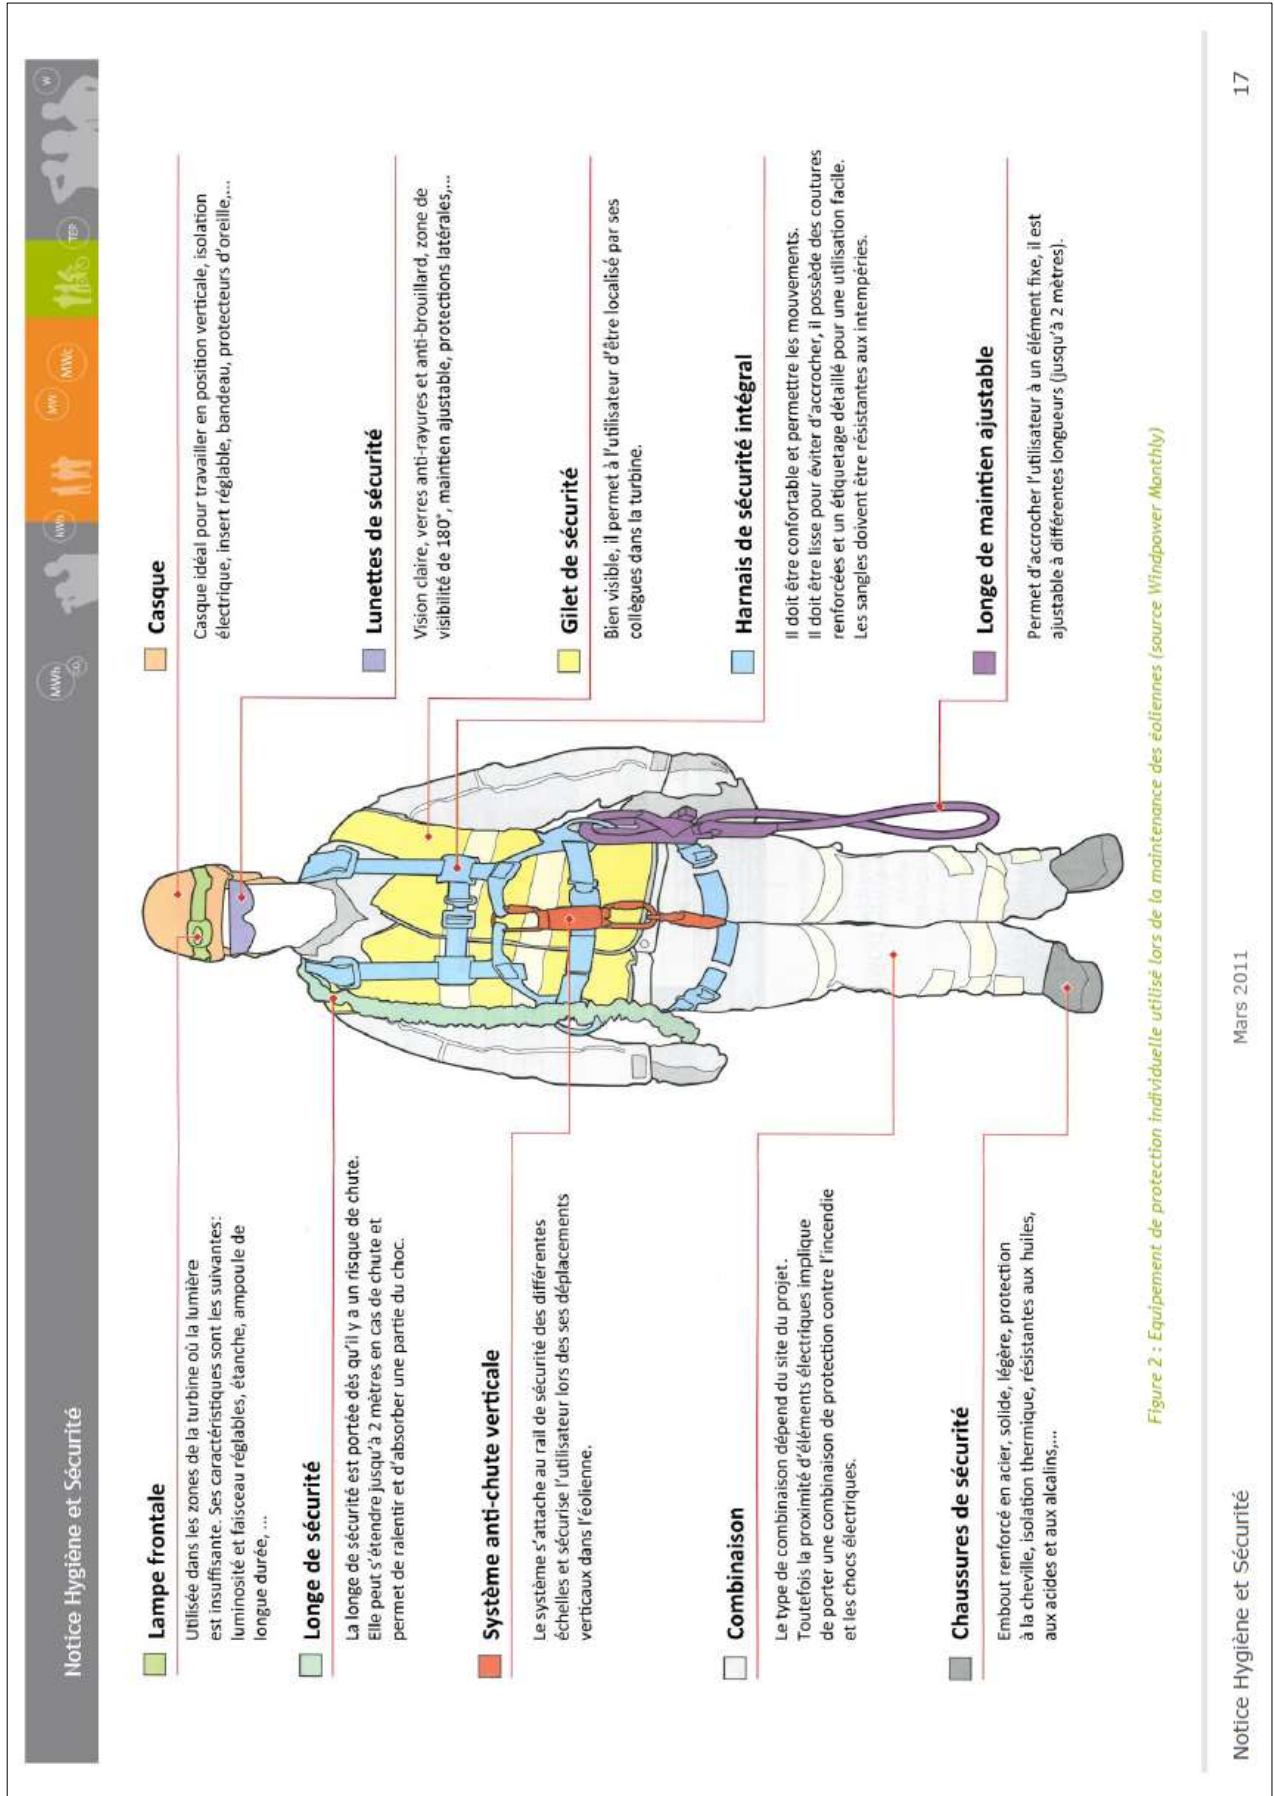 Notice Hygiène et Sécurité
MWh
CO₂
kWh
MW
MWc
TEP
W
Lampe frontale
Utilisée dans les zones de la turbine où la lumière
est insuffisante. Ses caractéristiques sont les suivantes:
luminosité et faisceau réglables, étanche, ampoule de
longue durée, ...
Longe de sécurité
La longe de sécurité est portée dès qu'il y a un risque de chute.
Elle peut s'étendre jusqu'à 2 mètres en cas de chute et
permet de ralentir et d'absorber une partie du choc.
Système anti-chute verticale
Le système s'attache au rail de sécurité des différentes
échelles et sécurise l'utilisateur lors des ses déplacements
verticaux dans l'éolienne.
Combinaison
Le type de combinaison dépend du site du projet.
Toutefois la proximité d'éléments électriques implique
de porter une combinaison de protection contre l'incendie
et les chocs électriques.
Chaussures de sécurité
Embout renforcé en acier, solide, légère, protection
à la cheville, isolation thermique, résistantes aux huiles,
aux acides et aux alcalins,...
Casque
Casque idéal pour travailler en position verticale, isolation
électrique, insert réglable, bandeau, protecteurs d'oreille,...
Lunettes de sécurité
Vision claire, verres anti-rayures et anti-brouillard, zone de
visibilité de 180°, maintien ajustable, protections latérales,...
Gilet de sécurité
Bien visible, il permet à l'utilisateur d'être localisé par ses
collègues dans la turbine.
Harnais de sécurité intégral
Il doit être confortable et permettre les mouvements.
Il doit être lisse pour éviter d'accrocher, il possède des coutures
renforcées et un étiquetage détaillé pour une utilisation facile.
Les sangles doivent être résistantes aux intempéries.
Longe de maintien ajustable
Permet d'accrocher l'utilisateur à un élément fixe, il est
ajustable à différentes longueurs (jusqu'à 2 mètres).
Figure 2 : Equipement de protection individuelle utilisé lors de la maintenance des éoliennes (source Windpower Monthly)
Notice Hygiène et Sécurité
Mars 2011
17